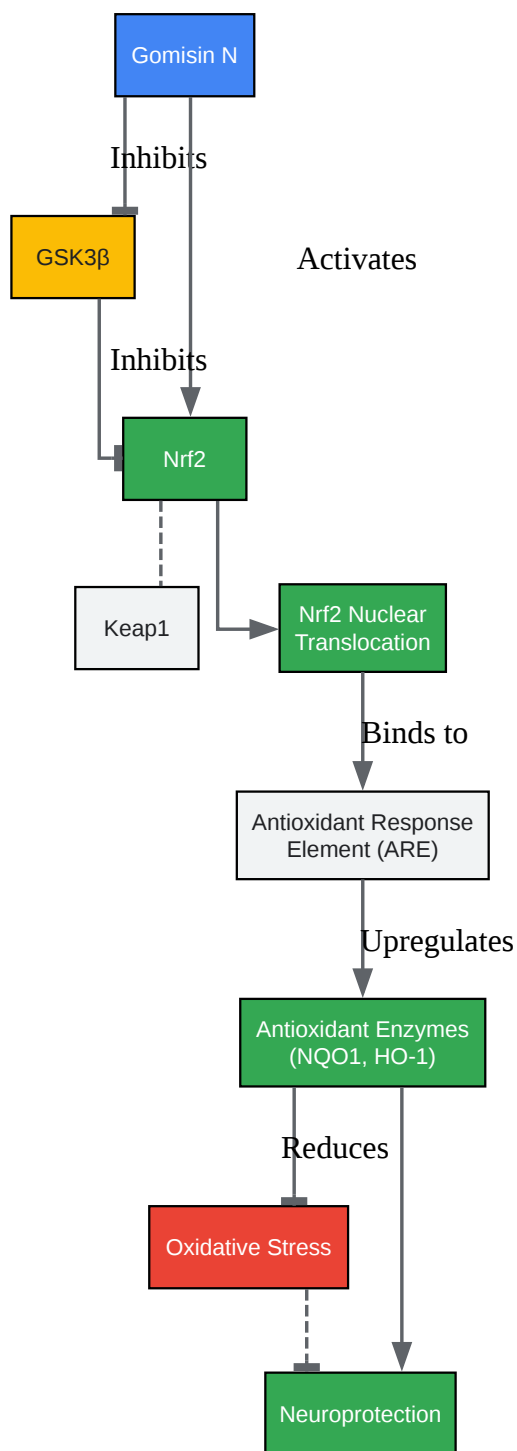 Gomisin N
Inhibits
GSK3β
Activates
Inhibits
Nrf2
Keap1
Nrf2 Nuclear
Translocation
Binds to
Antioxidant Response
Element (ARE)
Upregulates
Antioxidant Enzymes
(NQO1, HO-1)
Reduces
Oxidative Stress
Neuroprotection